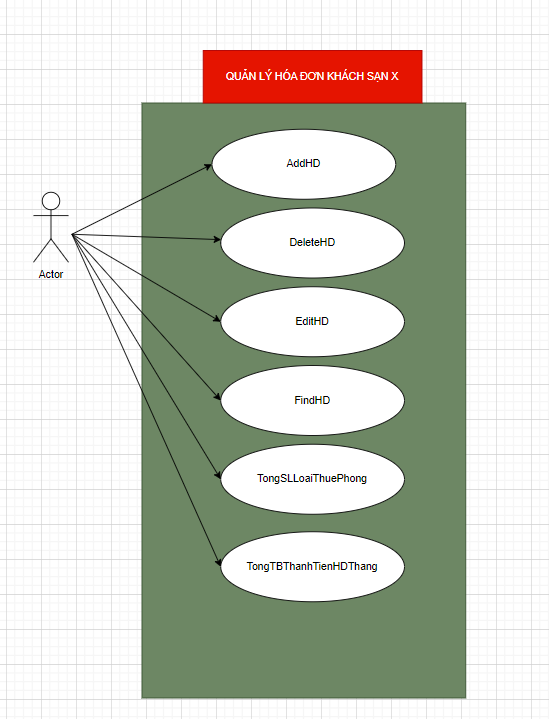 QUẢN LÝ HÓA ĐƠN KHÁCH SẠN X
AddHD
DeleteHD
Actor
EditHD
FindHD
TongSLLoaiThuePhong
TongTBThanhTienHDThang